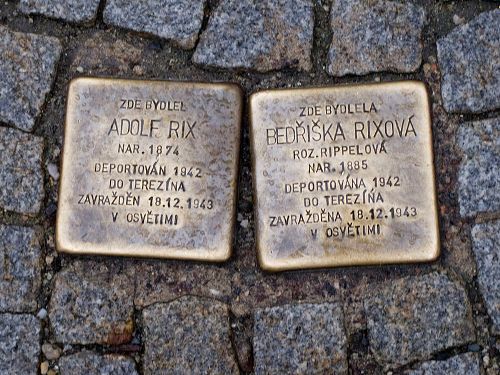 ZDE BYDLEL
ADOLF RIX
NAR. 1874
DEPORTOVÁN 1942
DO TEREZÍNA
ZAVRAŽDĚN 18.12.1943
V OSVĚTIMI
ZDE BYDLELA
BEDŘIŠKA RIXOVÁ
ROZ. RIPPELOVÁ
NAR. 1885
DEPORTOVÁNA 1942
DO TEREZÍNA
ZAVRAŽDĚNA 18.12.1943
V OSVĚTIMI